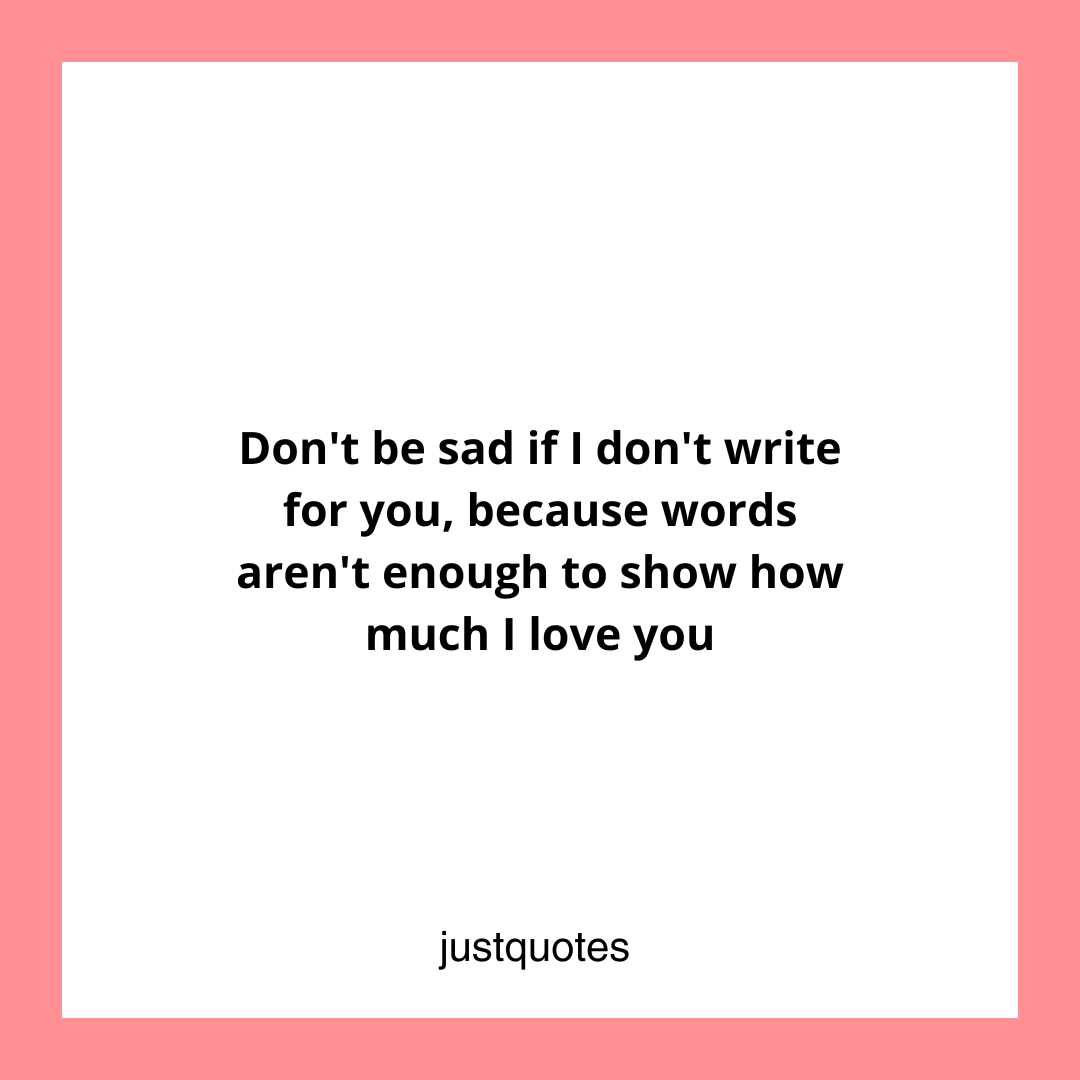 Don't be sad if I don't write
for you, because words
aren't enough to show how
much I love you
justquotes